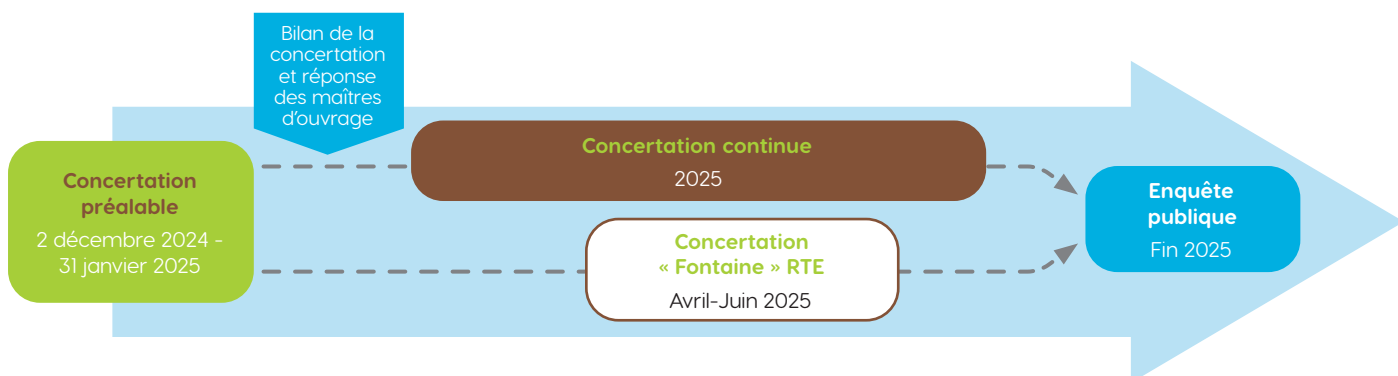 Bilan de la
concertation
et réponse
des maîtres
d’ouvrage
Concertation
préalable
2 décembre 2024 -
31 janvier 2025
Concertation continue
2025
Concertation
« Fontaine » RTE
Avril-Juin 2025
Enquête
publique
Fin 2025